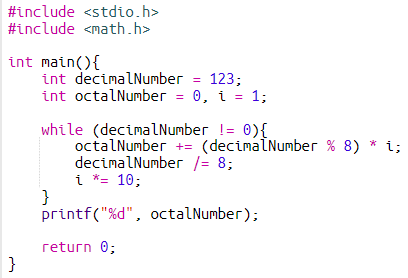 #include <stdio.h>
#include <math.h>

int main(){
    int decimalNumber = 123;
    int octalNumber = 0, i = 1;

    while (decimalNumber != 0){
        octalNumber += (decimalNumber % 8) * i;
        decimalNumber /= 8;
        i *= 10;
    }
    printf("%d", octalNumber);

    return 0;
}